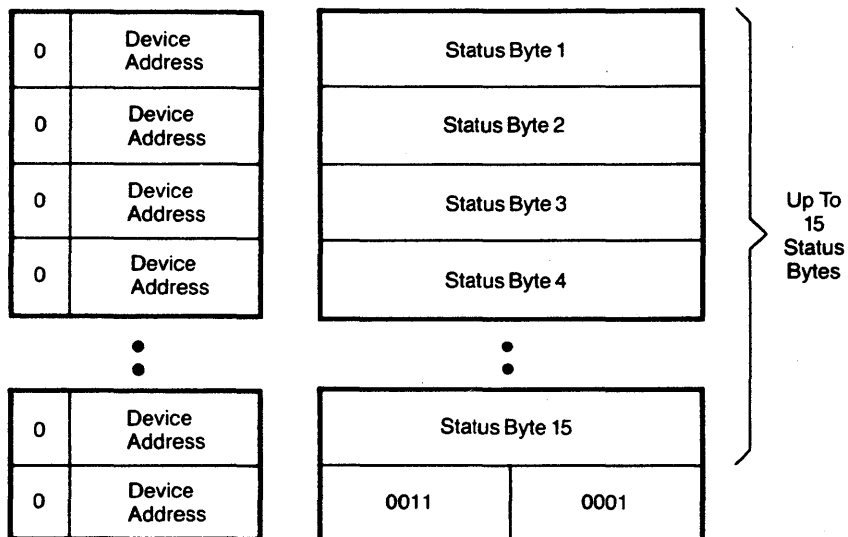 0 Device Address Status Byte 1
0 Device Address Status Byte 2
0 Device Address Status Byte 3
0 Device Address Status Byte 4
0 Device Address Status Byte 15
0 Device Address 0011 0001
Up To
15
Status
Bytes